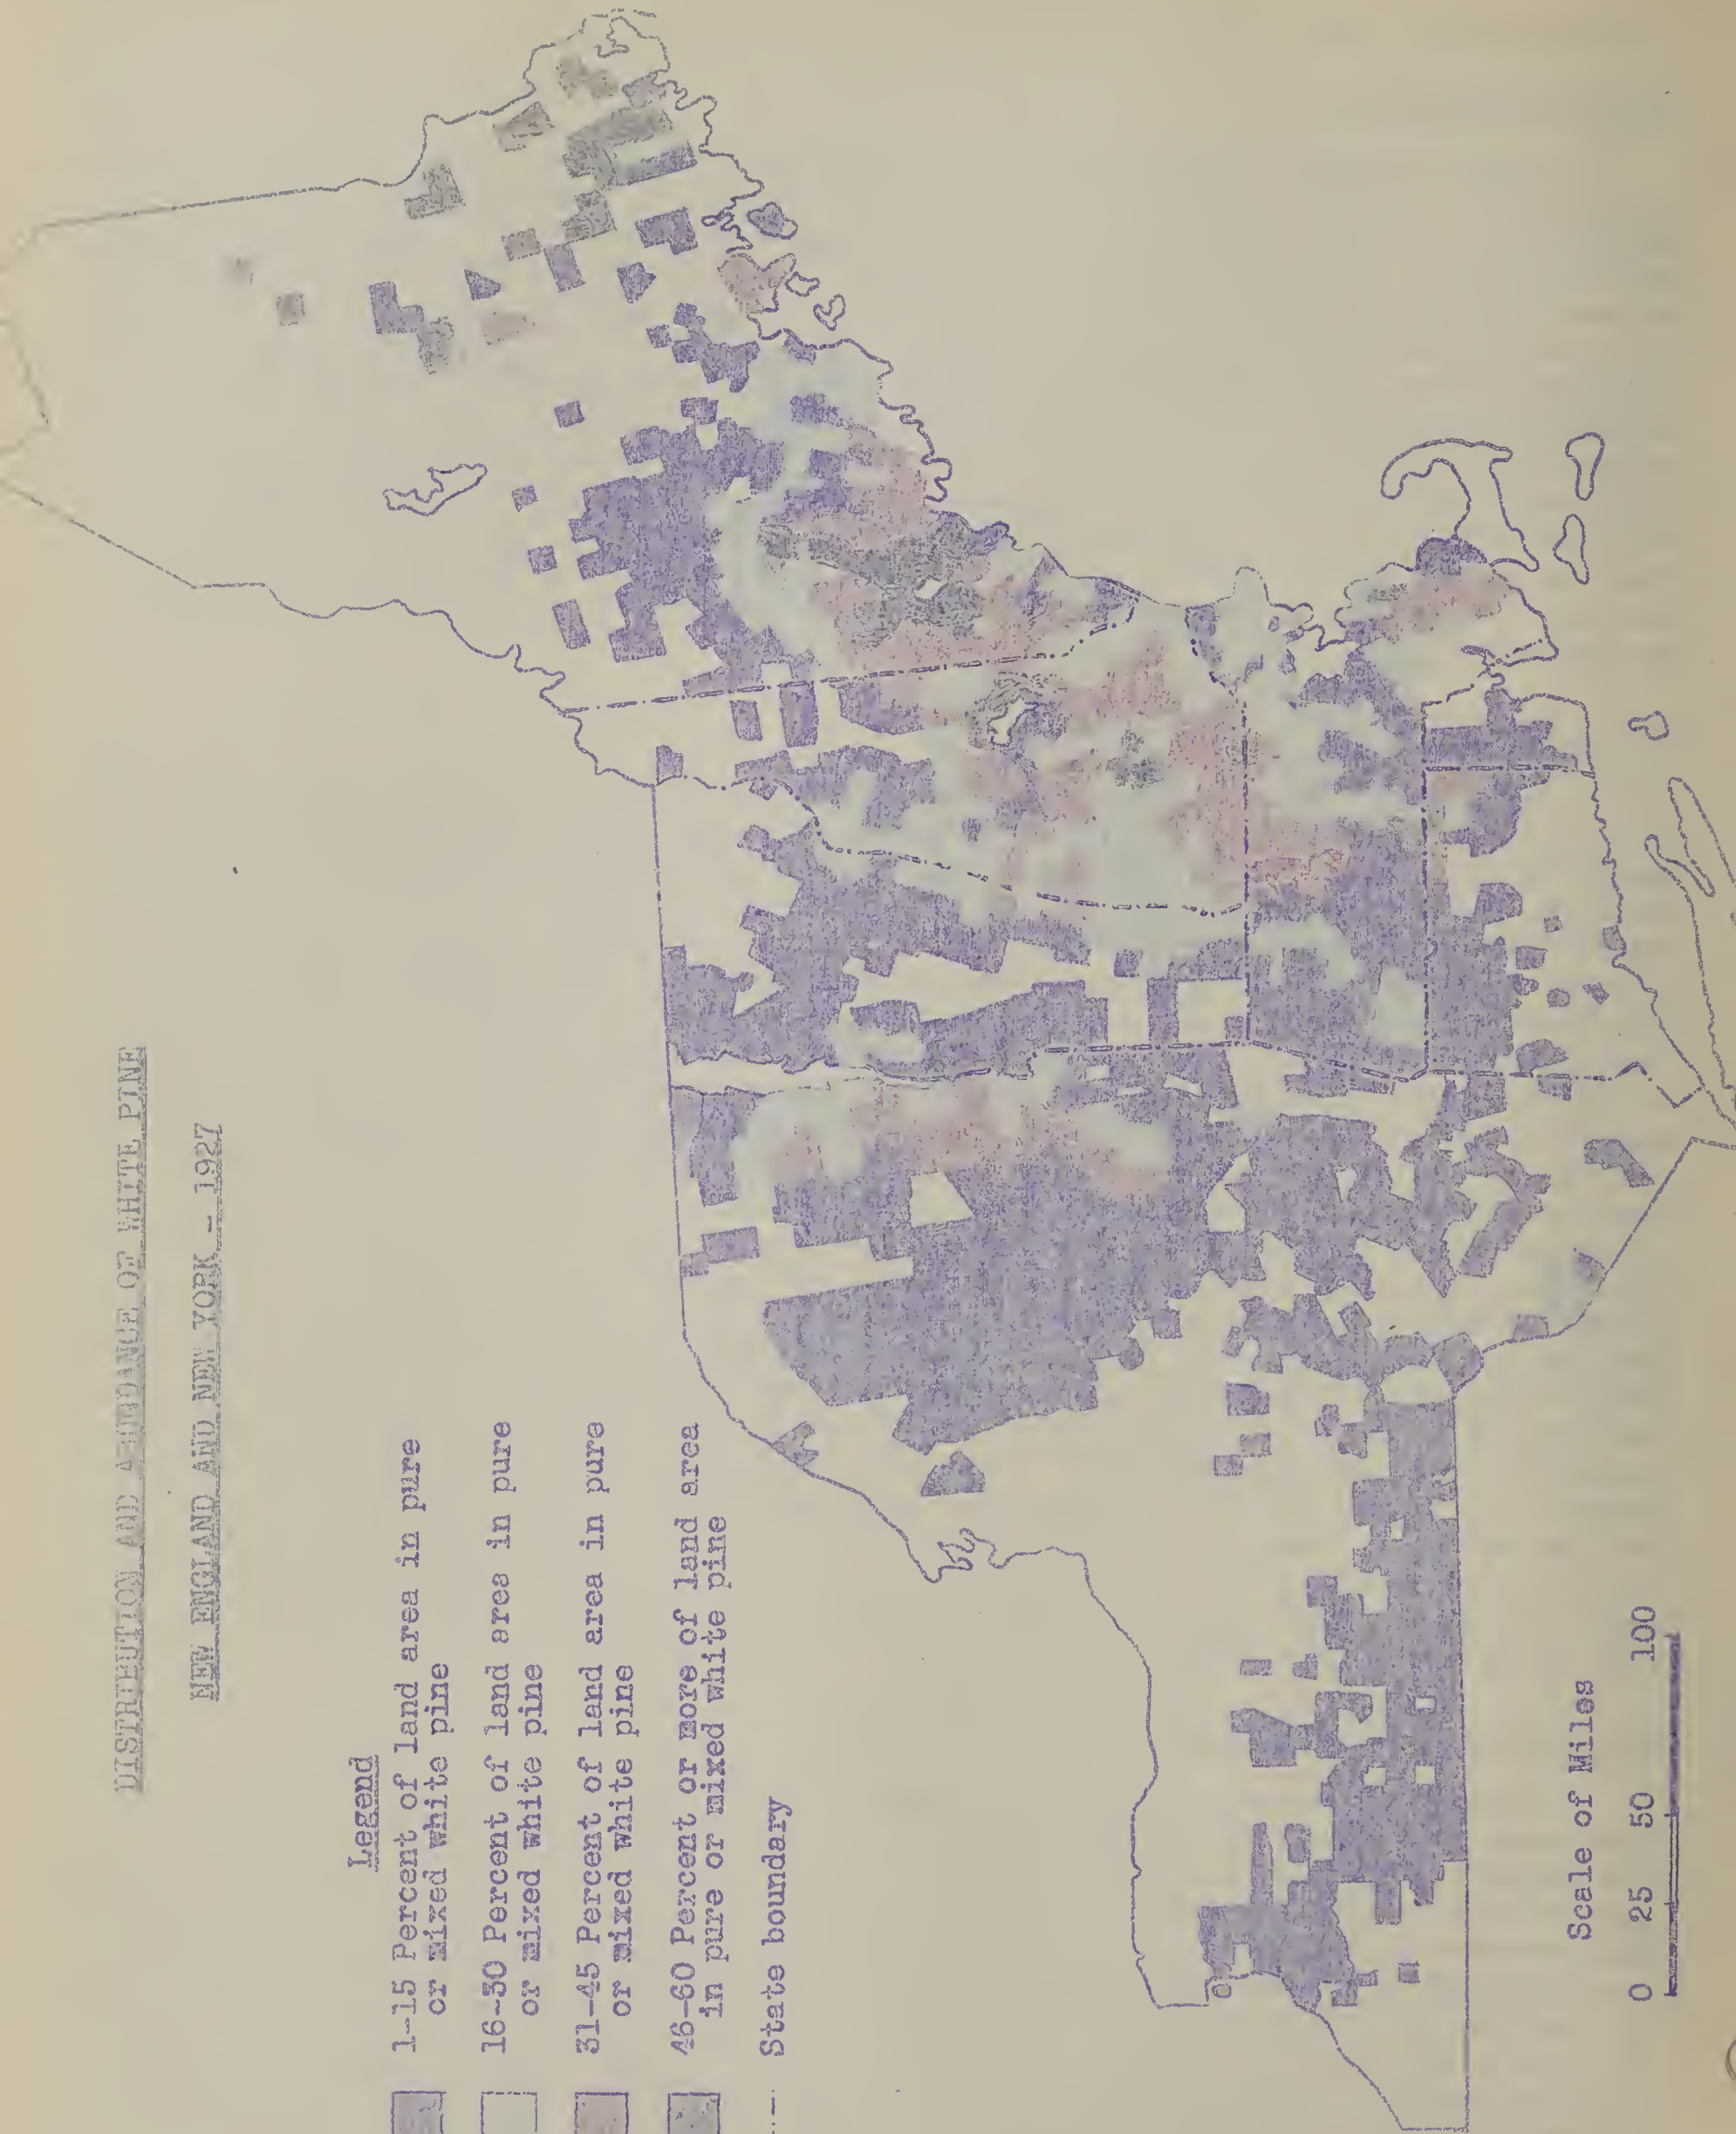 DISTRIBUTION AND ABUNDANCE OF WHITE PINE
NEW ENGLAND AND NEW YORK - 1927
Legend
1-15 Percent of land area in pure
or mixed white pine
16-30 Percent of land area in pure
or mixed white pine
31-45 Percent of land area in pure
or mixed white pine
46-60 Percent or more of land area
in pure or mixed white pine
State boundary
Scale of Miles
0 25 50 100